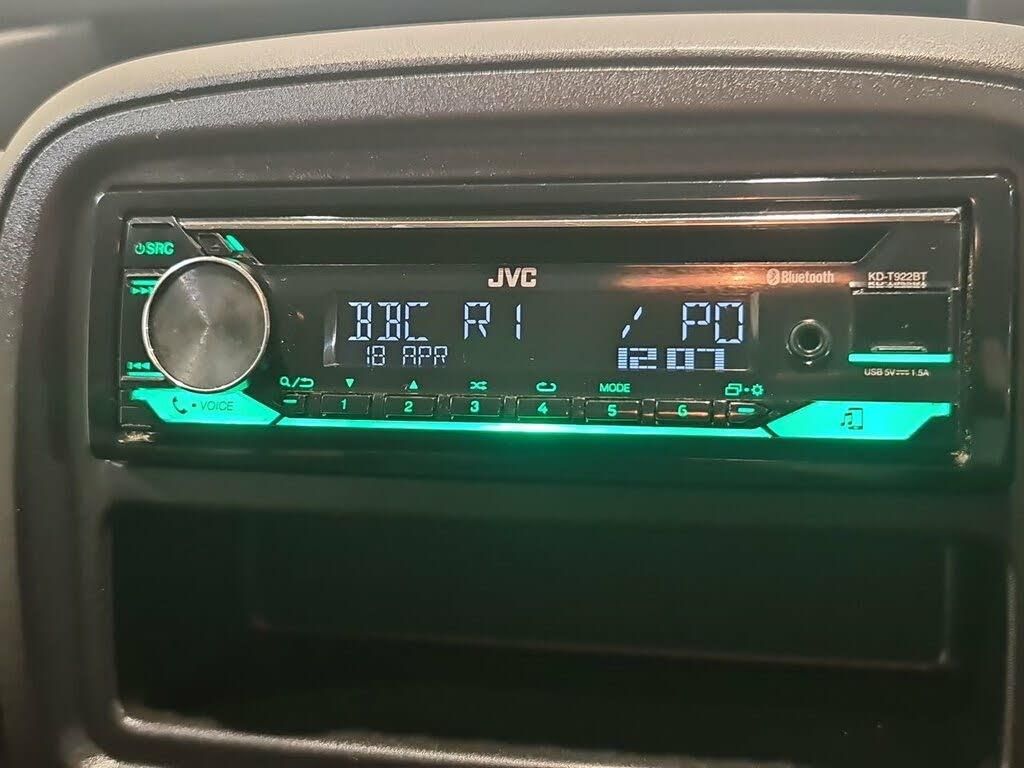 SRC
JVC
Bluetooth
KD-T922BT
BBC R1 / PO
18 APR 12:07
USB 5V 1.5A
MODE
VOICE
1 2 3 4 5 6